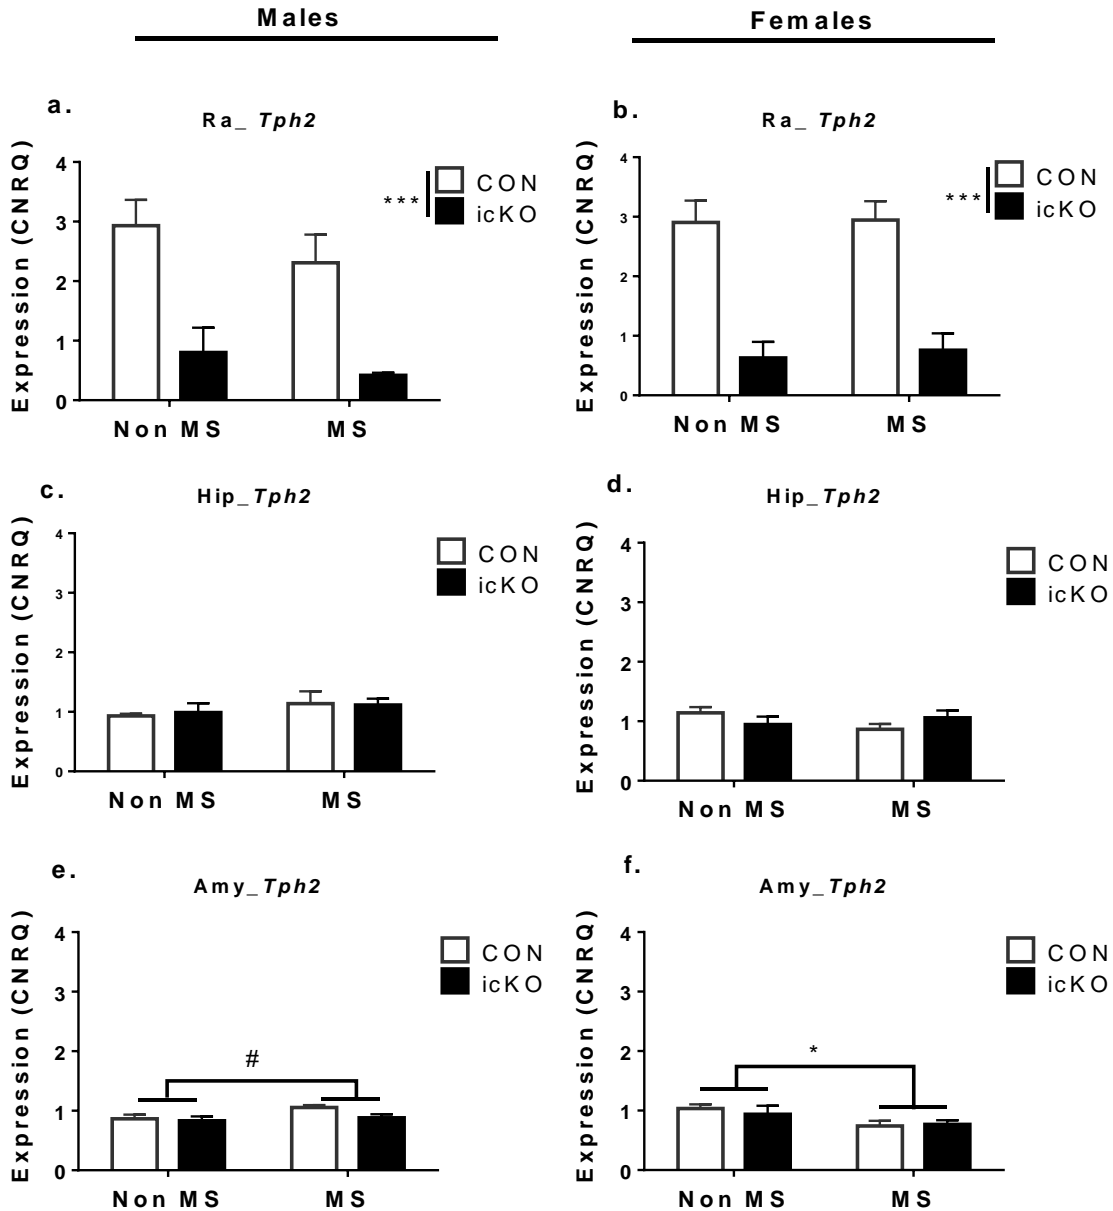 Males
Females
a.
Ra_ Tph2
Expression (CNRQ)
4
3
2
1
0
***
CON
icKO
Non MS
MS
b.
Ra_ Tph2
Expression (CNRQ)
4
3
2
1
0
***
CON
icKO
Non MS
MS
c.
Hip_Tph2
Expression (CNRQ)
4
3
2
1
0
CON
icKO
Non MS
MS
d.
Hip_Tph2
Expression (CNRQ)
4
3
2
1
0
CON
icKO
Non MS
MS
e.
Amy_Tph2
Expression (CNRQ)
4
3
2
1
0
#
CON
icKO
Non MS
MS
f.
Amy_Tph2
Expression (CNRQ)
4
3
2
1
0
*
CON
icKO
Non MS
MS